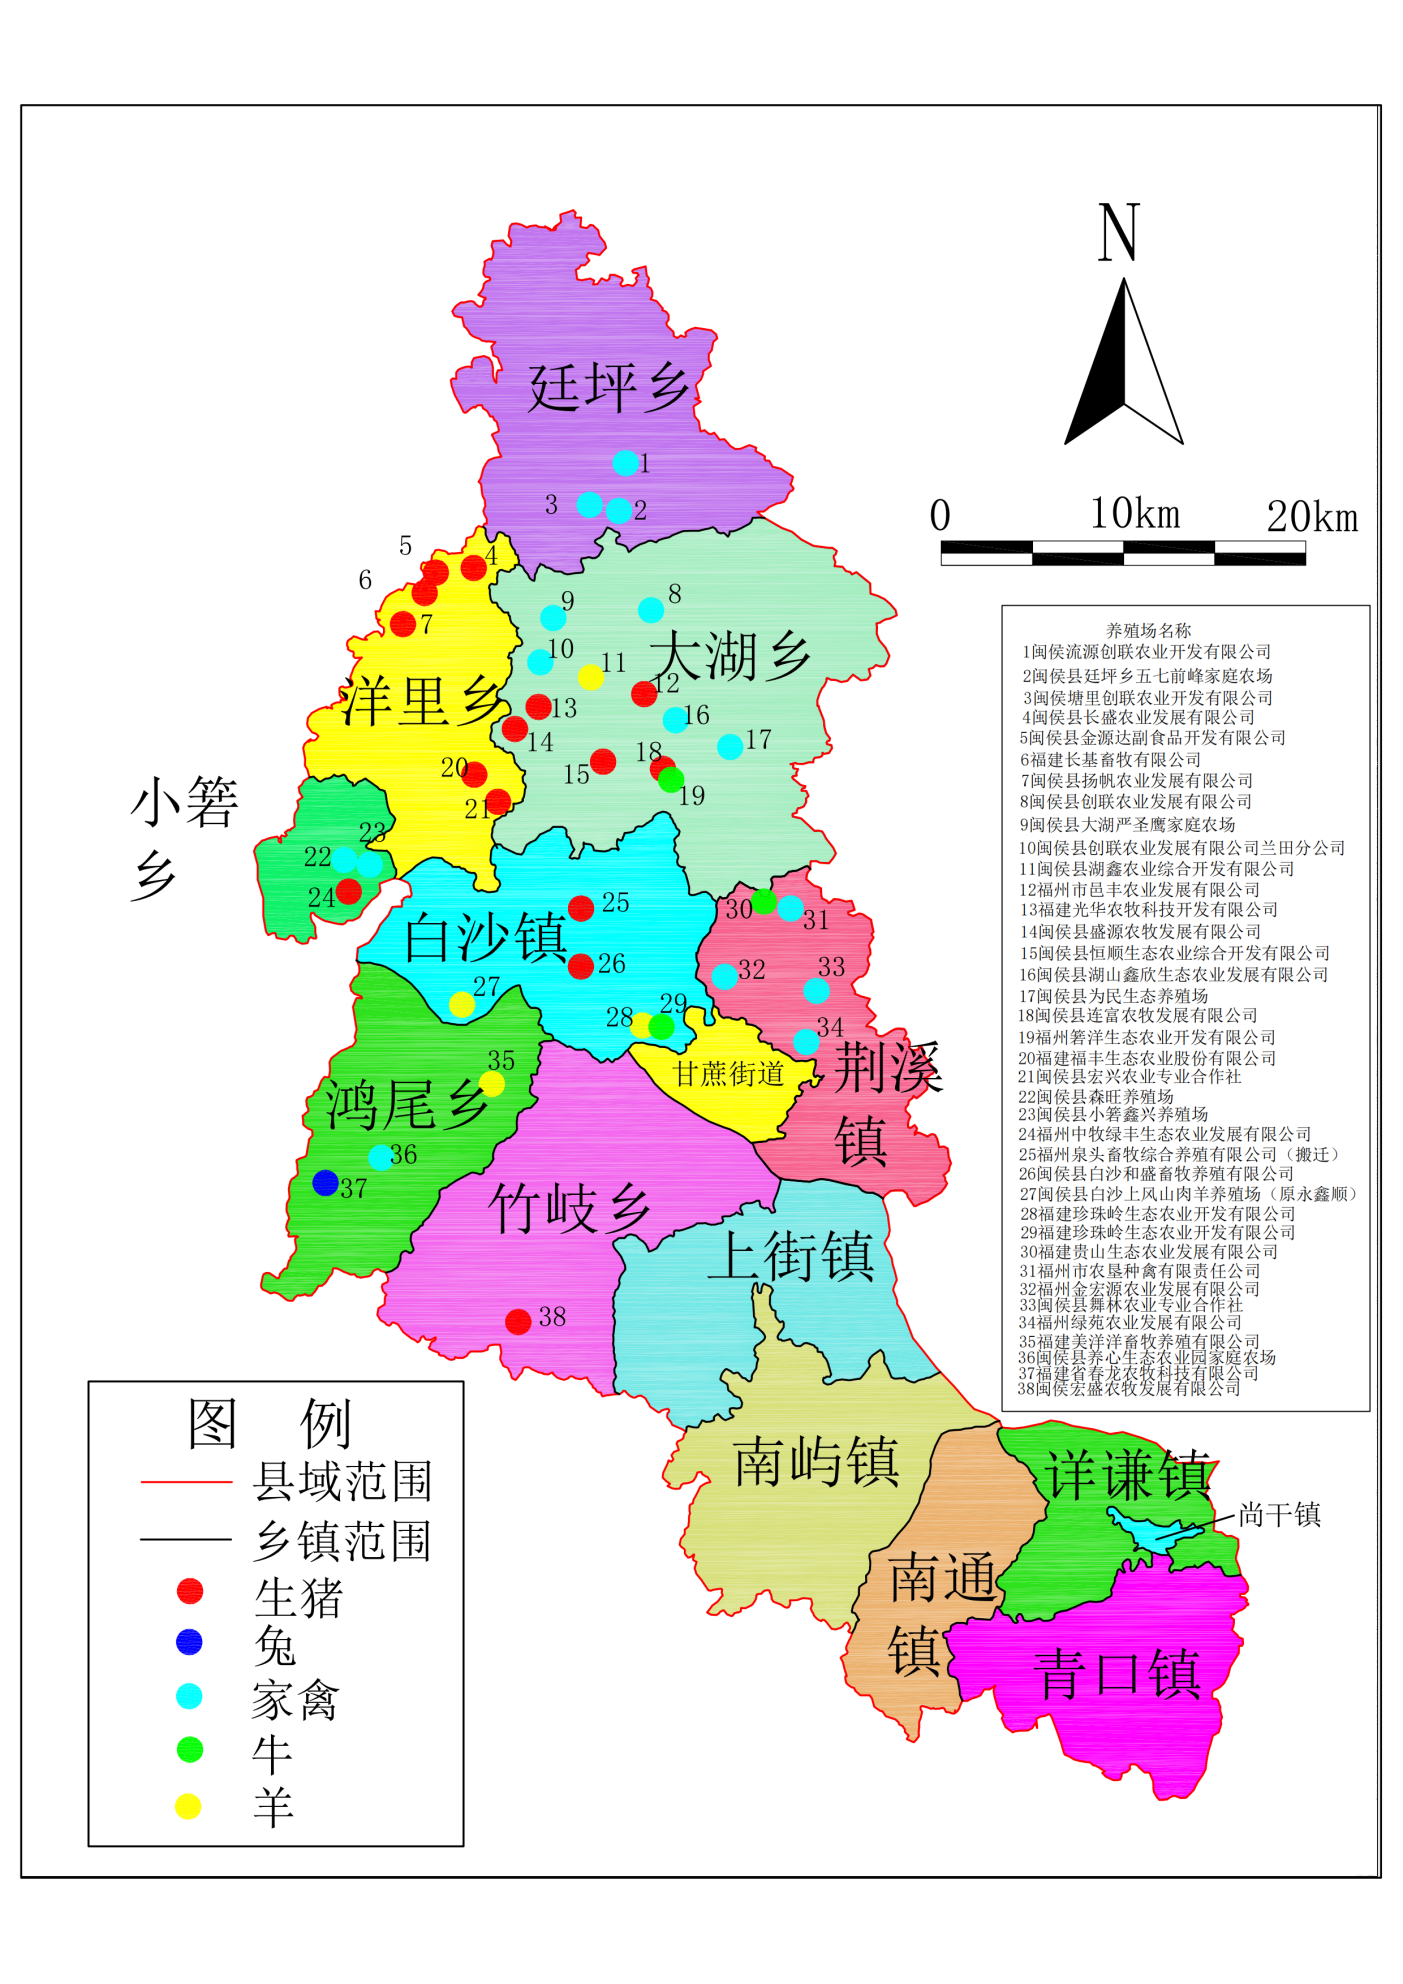 N
0 10km 20km
廷坪乡
1
3
2
5
4
6
7
9
8
10
11
大湖乡
12
洋里乡
13
16
14
17
15
18
19
20
21
小箬
乡
22
23
24
白沙镇
25
26
27
28
29
30
31
32
33
34
甘蔗街道
荆溪
镇
35
鸿尾乡
36
37
竹岐乡
上街镇
38
南屿镇
详谦镇
尚干镇
南通
镇
青口镇
养殖场名称
1闽侯流源创联农业开发有限公司
2闽侯县廷坪乡五七前峰家庭农场
3闽侯塘里创联农业开发有限公司
4闽侯县长盛农业发展有限公司
5闽侯县金源达副食品开发有限公司
6福建长基畜牧有限公司
7闽侯县扬帆农业发展有限公司
8闽侯县创联农业发展有限公司
9闽侯县大湖严圣鹰家庭农场
10闽侯县创联农业发展有限公司兰田分公司
11闽侯县湖鑫农业综合开发有限公司
12福州市邑丰农业发展有限公司
13福建光华农牧科技开发有限公司
14闽侯县盛源农牧发展有限公司
15闽侯县恒顺生态农业综合开发有限公司
16闽侯县湖山鑫欣生态农业发展有限公司
17闽侯县为民生态养殖场
18闽侯县连富农牧发展有限公司
19福州箬洋生态农业开发有限公司
20福建福丰生态农业股份有限公司
21闽侯县宏兴农业专业合作社
22闽侯县森旺养殖场
23闽侯县小箬鑫兴养殖场
24福州中牧绿丰生态农业发展有限公司
25福州泉头畜牧综合养殖有限公司（搬迁）
26闽侯县白沙和盛畜牧养殖有限公司
27闽侯县白沙上风山肉羊养殖场（原永鑫顺）
28福建珍珠岭生态农业开发有限公司
29福建珍珠岭生态农业开发有限公司
30福建贵山生态农业发展有限公司
31福州市农垦种禽有限责任公司
32福州金宏源农业发展有限公司
33闽侯县舞林农业专业合作社
34福州绿苑农业发展有限公司
35福建美洋洋畜牧养殖有限公司
36闽侯县养心生态农业园家庭农场
37福建省春龙农牧科技有限公司
38闽侯宏盛农牧发展有限公司
图 例
县域范围
乡镇范围
生猪
兔
家禽
牛
羊